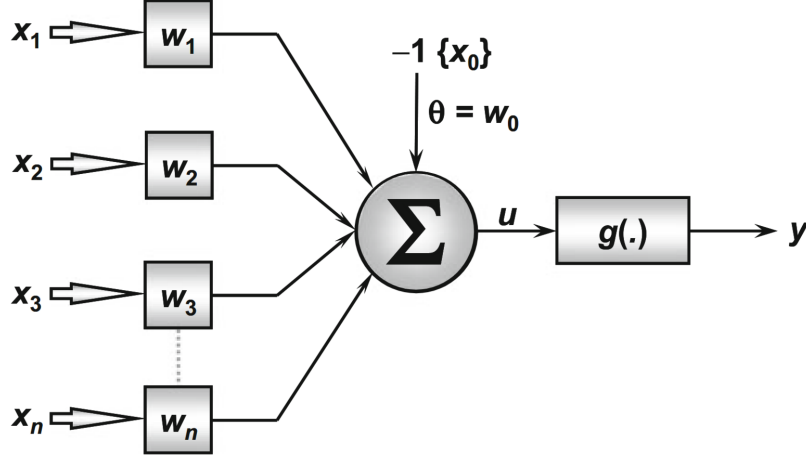 x₁ w₁
−1 {x₀}
θ = w₀
x₂ w₂
Σ u g(.) y
x₃ w₃
xₙ wₙ